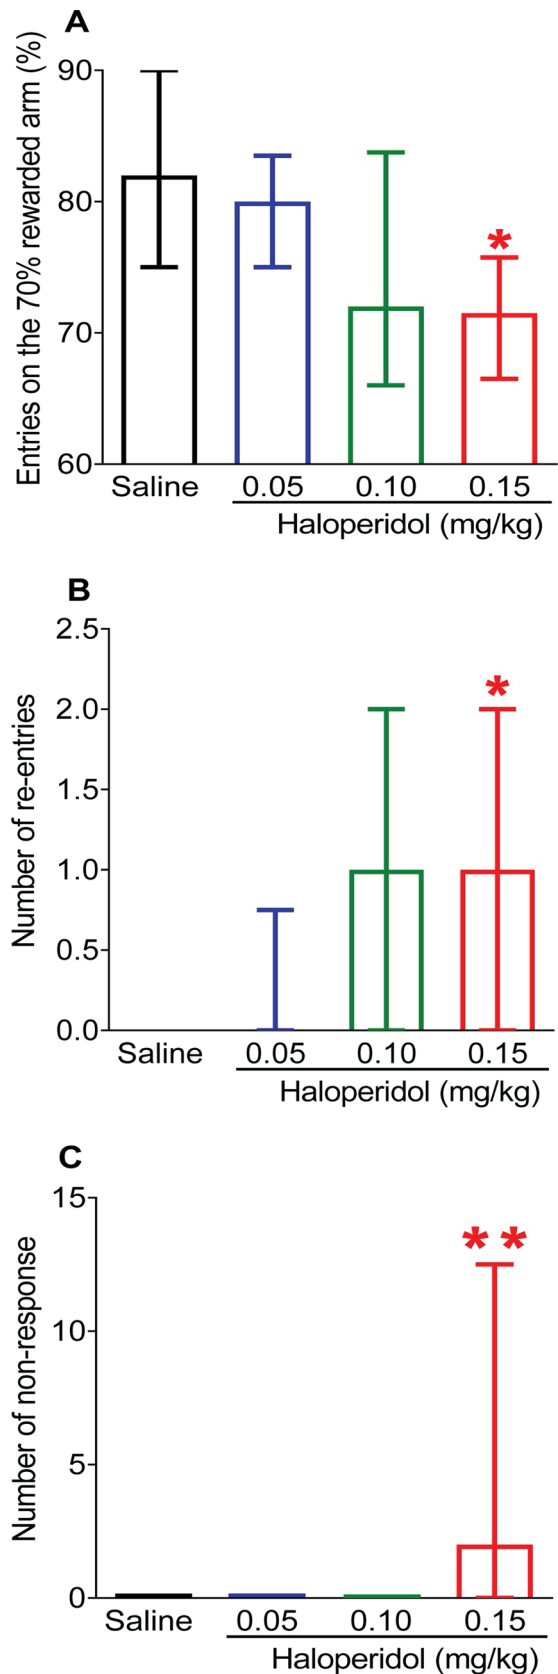 A
Entries on the 70% rewarded arm (%)
90
80
70
60
*
Saline 0.05 0.10 0.15
Haloperidol (mg/kg)
B
Number of re-entries
2.5
2.0
1.5
1.0
0.5
0.0
*
Saline 0.05 0.10 0.15
Haloperidol (mg/kg)
C
Number of non-response
15
10
5
0
* *
Saline 0.05 0.10 0.15
Haloperidol (mg/kg)